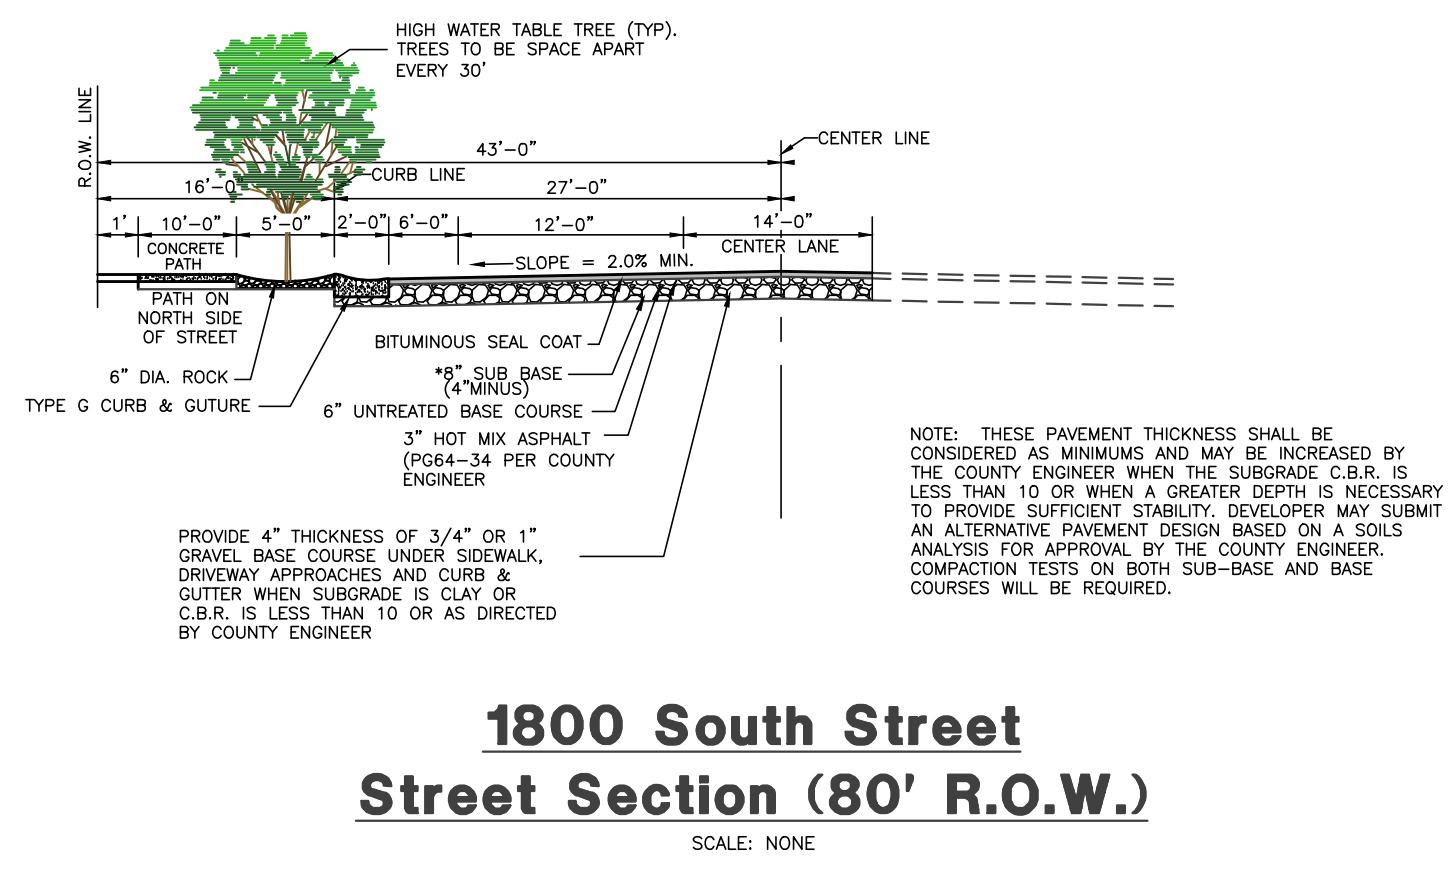 HIGH WATER TABLE TREE (TYP).
TREES TO BE SPACE APART
EVERY 30'
R.O.W. LINE
CENTER LINE
43'-0"
CURB LINE
16'-0"
27'-0"
1'
10'-0"
5'-0"
2'-0"
6'-0"
12'-0"
14'-0"
CONCRETE
PATH
CENTER LANE
SLOPE = 2.0% MIN.
PATH ON
NORTH SIDE
OF STREET
BITUMINOUS SEAL COAT
6" DIA. ROCK
*8" SUB BASE
(4"MINUS)
TYPE G CURB & GUTURE
6" UNTREATED BASE COURSE
3" HOT MIX ASPHALT
(PG64-34 PER COUNTY
ENGINEER
NOTE: THESE PAVEMENT THICKNESS SHALL BE
CONSIDERED AS MINIMUMS AND MAY BE INCREASED BY
THE COUNTY ENGINEER WHEN THE SUBGRADE C.B.R. IS
LESS THAN 10 OR WHEN A GREATER DEPTH IS NECESSARY
TO PROVIDE SUFFICIENT STABILITY. DEVELOPER MAY SUBMIT
AN ALTERNATIVE PAVEMENT DESIGN BASED ON A SOILS
ANALYSIS FOR APPROVAL BY THE COUNTY ENGINEER.
COMPACTION TESTS ON BOTH SUB-BASE AND BASE
COURSES WILL BE REQUIRED.
PROVIDE 4" THICKNESS OF 3/4" OR 1"
GRAVEL BASE COURSE UNDER SIDEWALK,
DRIVEWAY APPROACHES AND CURB &
GUTTER WHEN SUBGRADE IS CLAY OR
C.B.R. IS LESS THAN 10 OR AS DIRECTED
BY COUNTY ENGINEER
1800 South Street
Street Section (80' R.O.W.)
SCALE: NONE